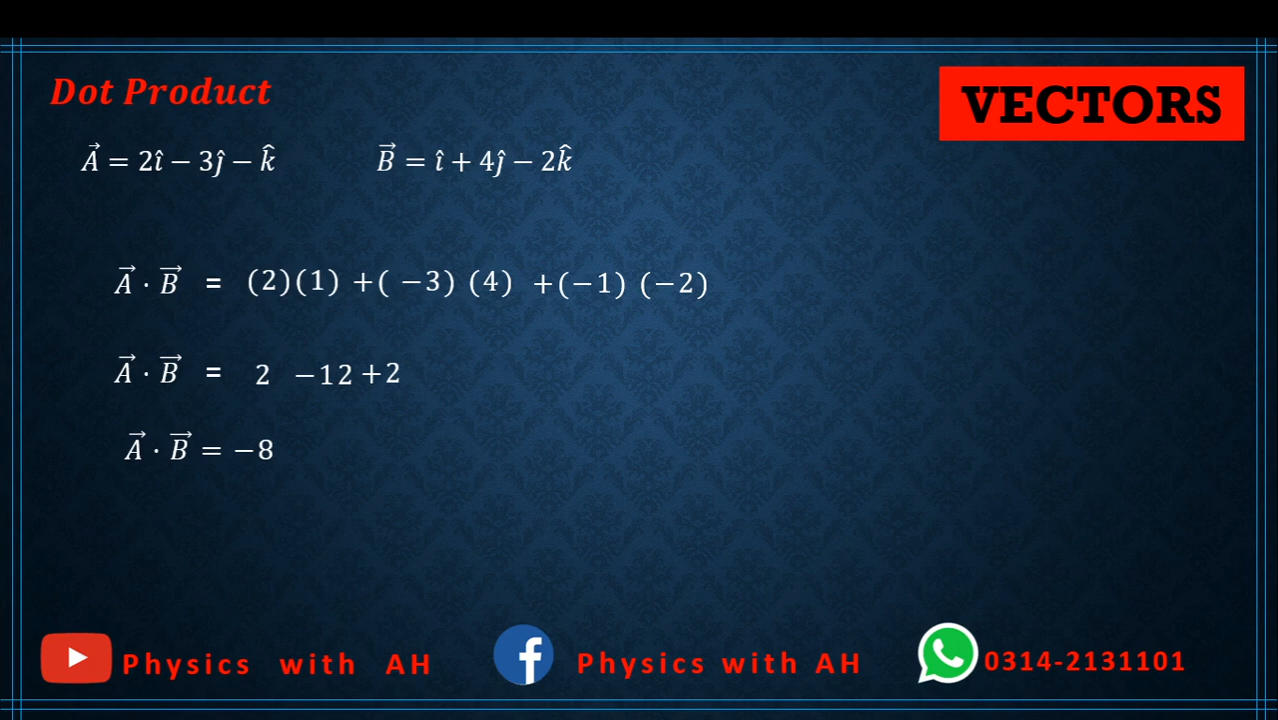 Dot Product
VECTORS
A⃗ = 2î − 3ĵ − k̂    B⃗ = î + 4ĵ − 2k̂
A⃗ · B⃗ = (2)(1) +( −3) (4) +(−1) (−2)
A⃗ · B⃗ = 2 −12 +2
A⃗ · B⃗ = −8
Physics with AH    Physics with AH    0314-2131101